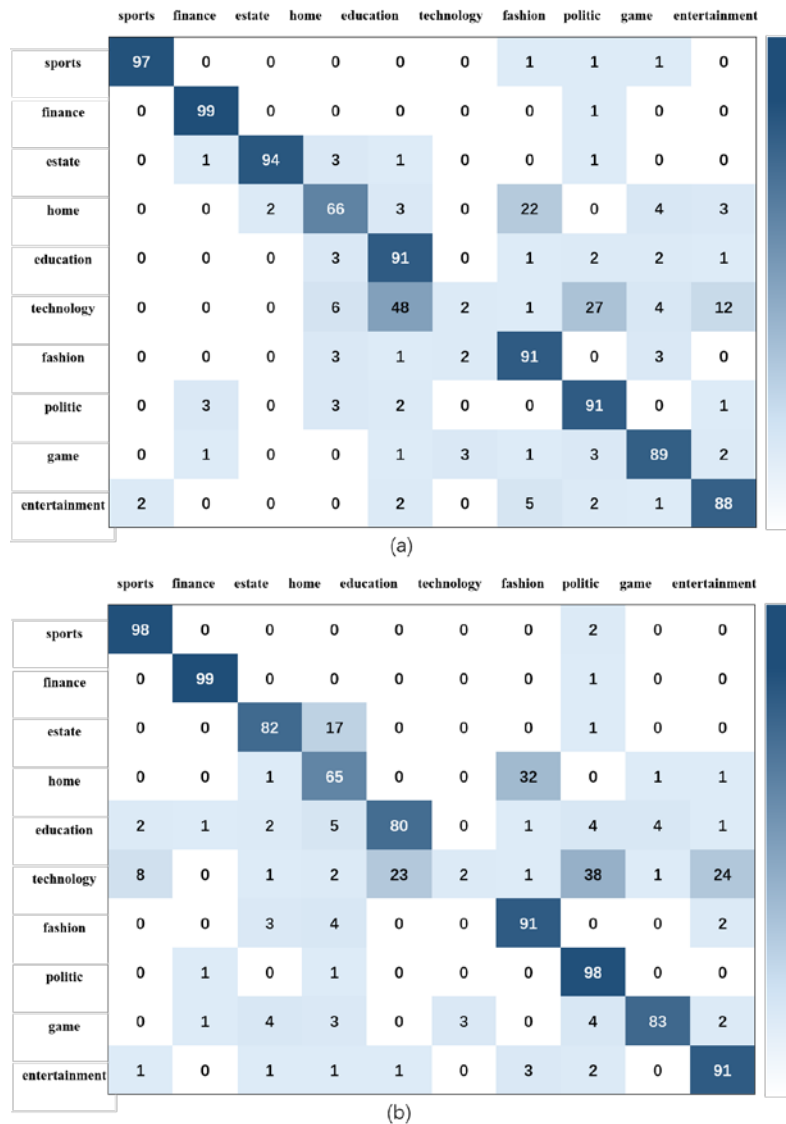 sports finance estate home education technology fashion politic game entertainment
sports 97 0 0 0 0 0 1 1 1 0
finance 0 99 0 0 0 0 0 1 0 0
estate 0 1 94 3 1 0 0 1 0 0
home 0 0 2 66 3 0 22 0 4 3
education 0 0 0 3 91 0 1 2 2 1
technology 0 0 0 6 48 2 1 27 4 12
fashion 0 0 0 3 1 2 91 0 3 0
politic 0 3 0 3 2 0 0 91 0 1
game 0 1 0 0 1 3 1 3 89 2
entertainment 2 0 0 0 2 0 5 2 1 88
(a)
sports finance estate home education technology fashion politic game entertainment
sports 98 0 0 0 0 0 0 2 0 0
finance 0 99 0 0 0 0 0 1 0 0
estate 0 0 82 17 0 0 0 1 0 0
home 0 0 1 65 0 0 32 0 1 1
education 2 1 2 5 80 0 1 4 4 1
technology 8 0 1 2 23 2 1 38 1 24
fashion 0 0 3 4 0 0 91 0 0 2
politic 0 1 0 1 0 0 0 98 0 0
game 0 1 4 3 0 3 0 4 83 2
entertainment 1 0 1 1 1 0 3 2 0 91
(b)